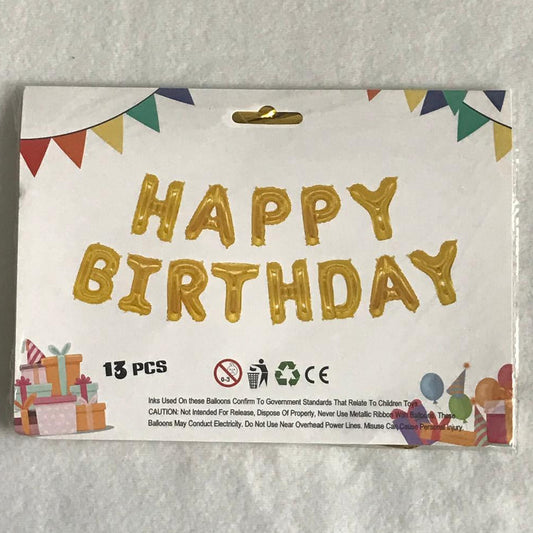 HAPPY
BIRTHDAY
13 PCS
0-3
CE
Inks Used On these Balloons Confirm To Government Standards That Relate To Children Toys
CAUTION: Not Intended For Release, Dispose Of Properly, Never Use Metallic Ribbon With Balloons. These
Balloons May Conduct Electricity. Do Not Use Near Overhead Power Lines. Misuse Can Cause Personal Injury.